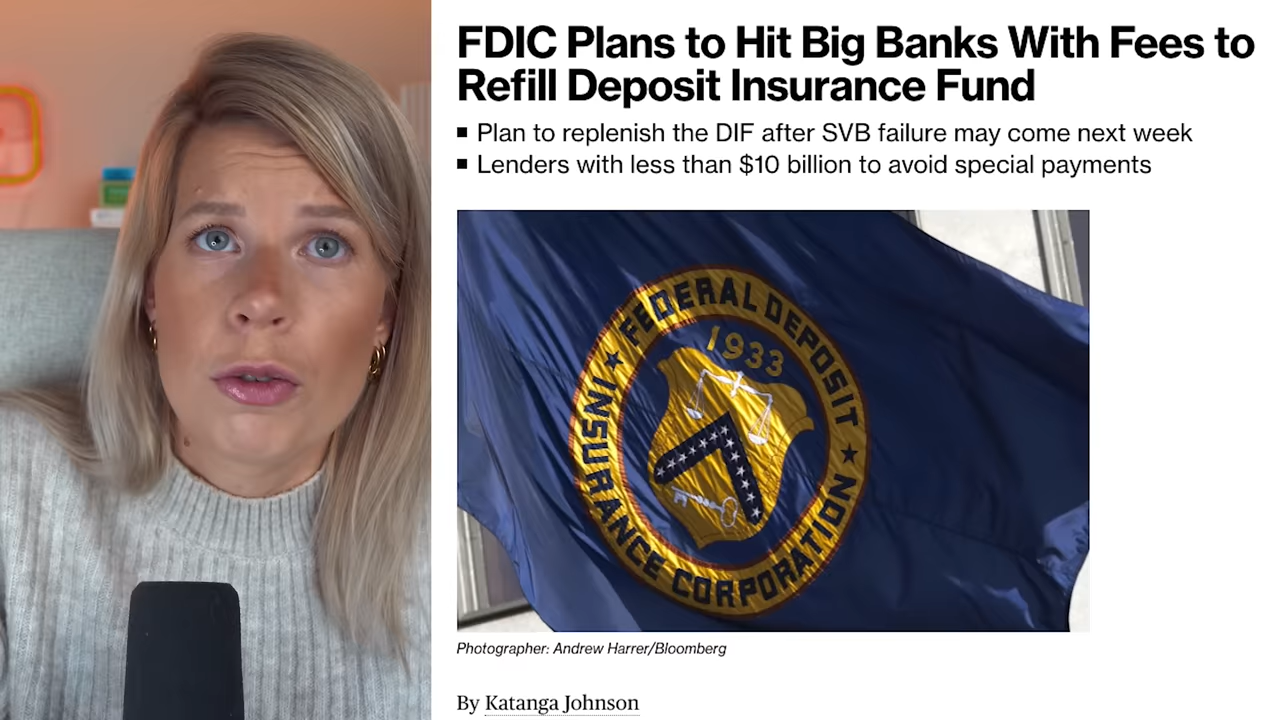 FDIC Plans to Hit Big Banks With Fees to
Refill Deposit Insurance Fund
Plan to replenish the DIF after SVB failure may come next week
Lenders with less than $10 billion to avoid special payments
FEDERAL DEPOSIT INSURANCE CORPORATION
1933
Photographer: Andrew Harrer/Bloomberg
By Katanga Johnson